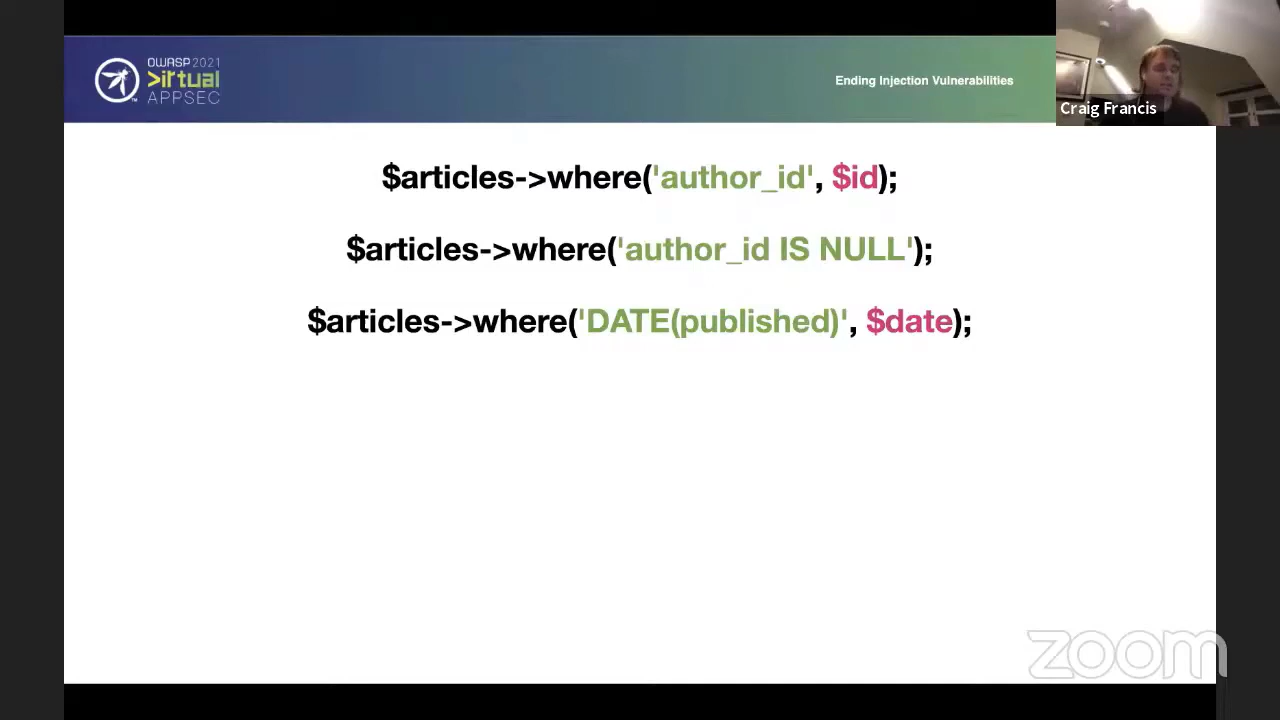 OWASP 2021
>irtual
APPSEC
Ending Injection Vulnerabilities
Craig Francis
$articles->where('author_id', $id);
$articles->where('author_id IS NULL');
$articles->where('DATE(published)', $date);
zoom